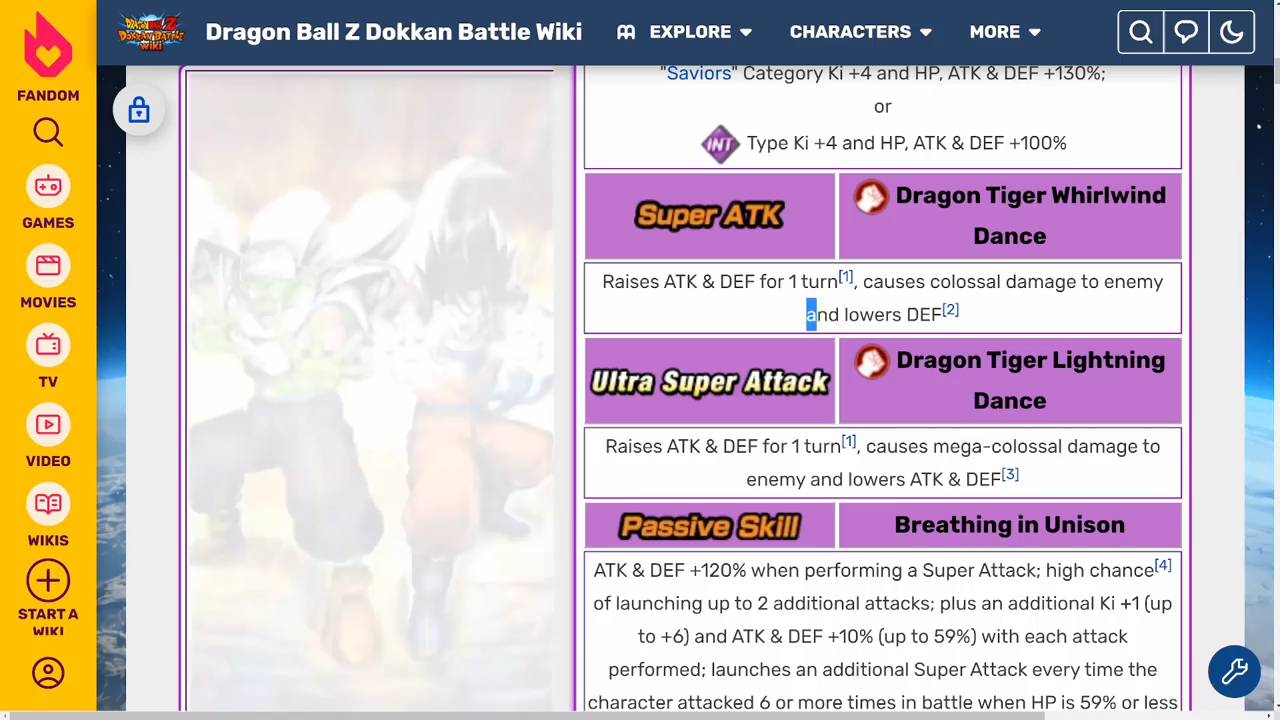 Dragon Ball Z Dokkan Battle Wiki
EXPLORE
CHARACTERS
MORE
FANDOM
GAMES
MOVIES
TV
VIDEO
WIKIS
START A
WIKI
"Saviors" Category Ki +4 and HP, ATK & DEF +130%;
or
INT Type Ki +4 and HP, ATK & DEF +100%
Super ATK
Dragon Tiger Whirlwind
Dance
Raises ATK & DEF for 1 turn[1], causes colossal damage to enemy
and lowers DEF[2]
Ultra Super Attack
Dragon Tiger Lightning
Dance
Raises ATK & DEF for 1 turn[1], causes mega-colossal damage to
enemy and lowers ATK & DEF[3]
Passive Skill
Breathing in Unison
ATK & DEF +120% when performing a Super Attack; high chance[4]
of launching up to 2 additional attacks; plus an additional Ki +1 (up
to +6) and ATK & DEF +10% (up to 59%) with each attack
performed; launches an additional Super Attack every time the
character attacked 6 or more times in battle when HP is 59% or less